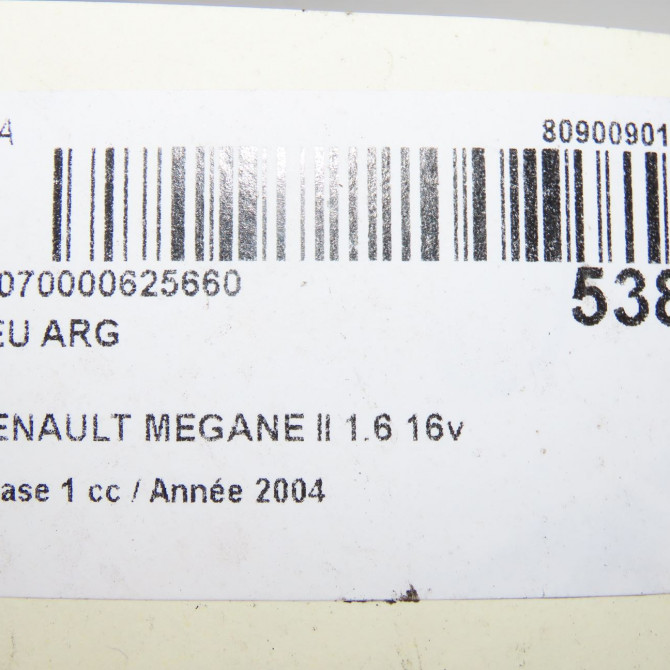 A 80900901
070000625660 538
EU ARG
ENAULT MEGANE II 1.6 16v
ase 1 cc / Année 2004